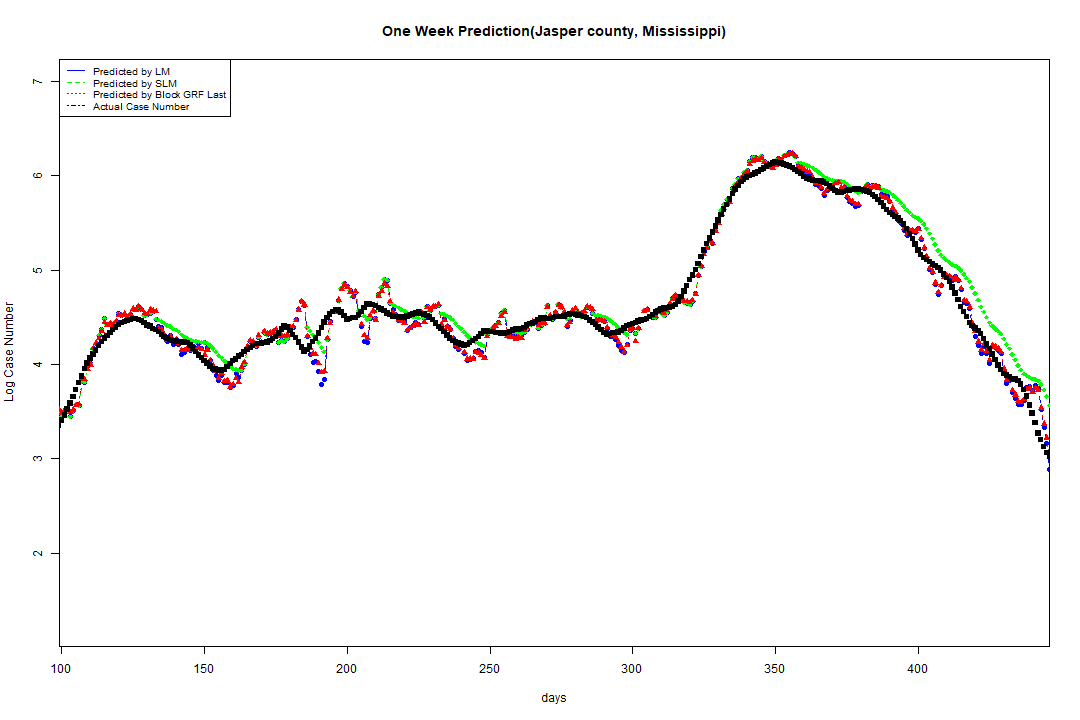 One Week Prediction(Jasper county, Mississippi)
Predicted by LM
Predicted by SLM
Predicted by Block GRF Last
Actual Case Number
7
6
5
4
3
2
Log Case Number
100 150 200 250 300 350 400
days